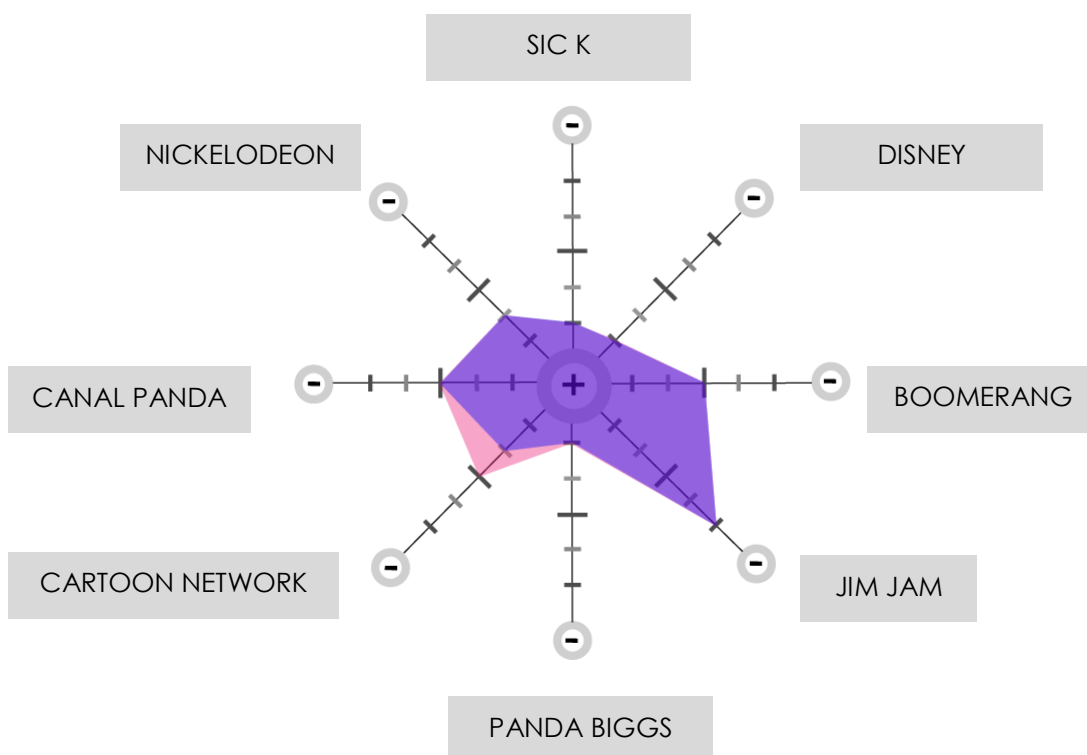 SIC K
NICKELODEON
DISNEY
CANAL PANDA
+
BOOMERANG
CARTOON NETWORK
JIM JAM
PANDA BIGGS